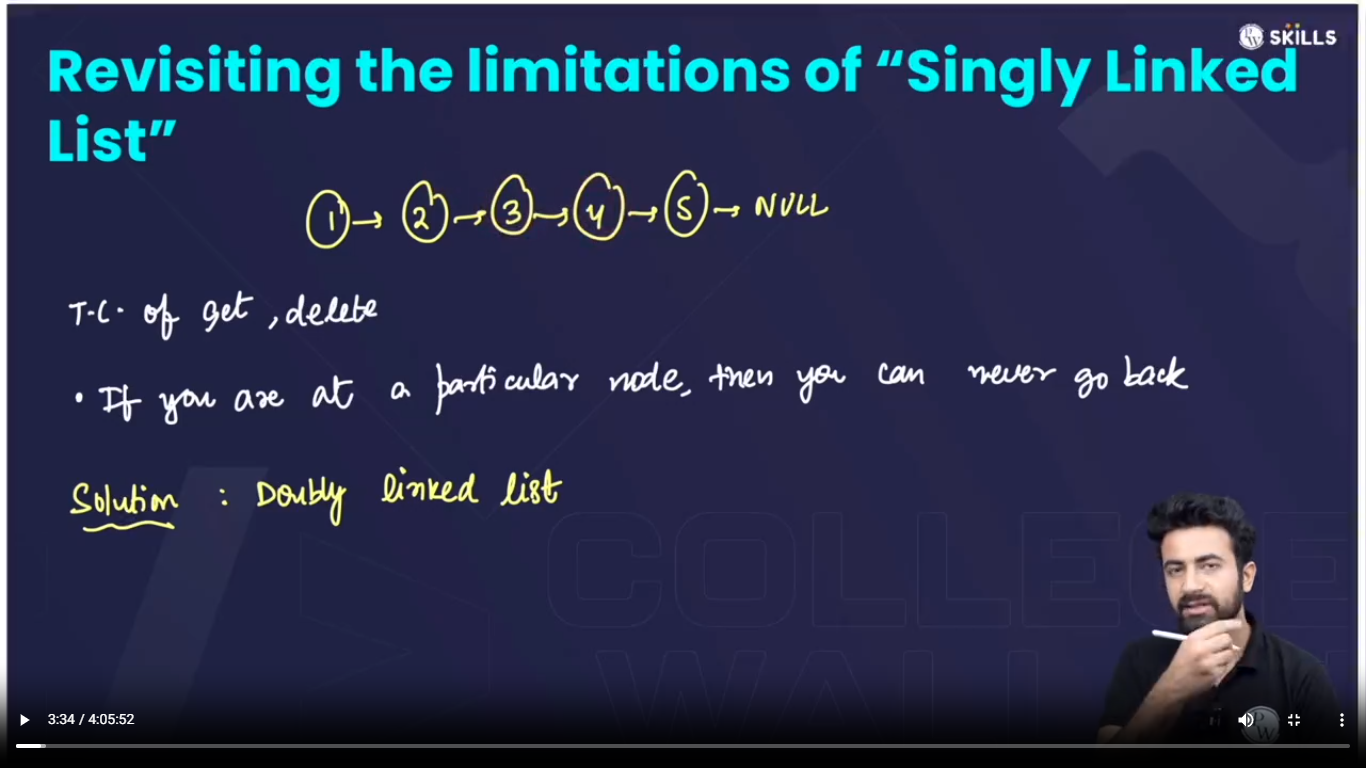 SKILLS
Revisiting the limitations of “Singly Linked
List”
1 → 2 → 3 → 4 → 5 → NULL
T.C. of get, delete
• If you are at a particular node, then you can never go back
Solution : Doubly linked list
COLLEGE
WALL
3:34 / 4:05:52